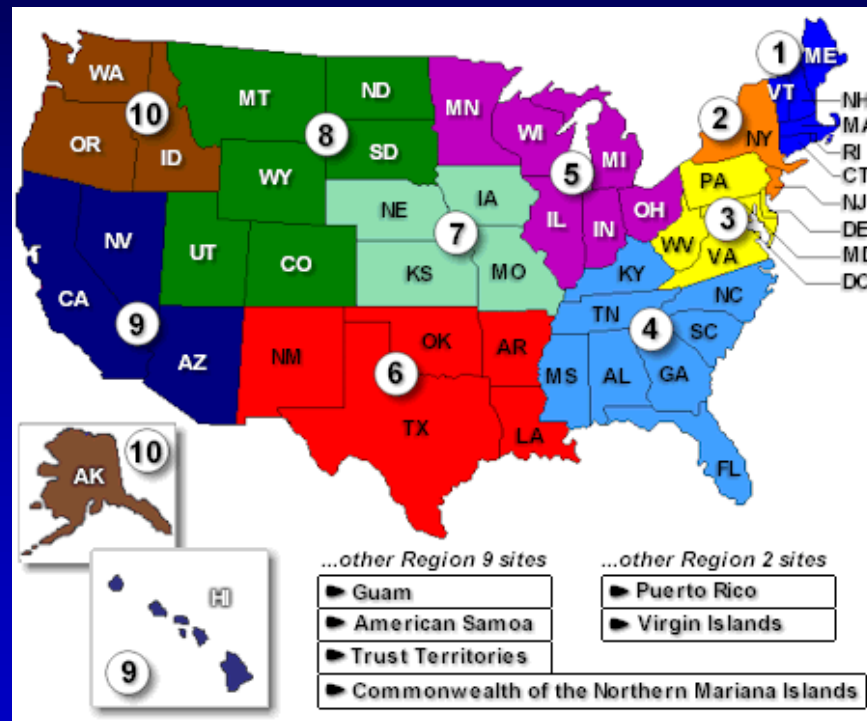 1
ME
WA
MT
ND
MN
VT
NH
10
2
MA
OR
ID
8
SD
WI
MI
NY
RI
WY
5
CT
PA
NJ
NE
IA
IL
IN
OH
3
DE
NV
UT
CO
7
WV
VA
MD
KS
MO
KY
DC
CA
NC
9
TN
4
SC
AZ
NM
OK
AR
6
MS
AL
GA
TX
LA
FL
10
AK
HI
9
...other Region 9 sites
Guam
American Samoa
Trust Territories
Commonwealth of the Northern Mariana Islands
...other Region 2 sites
Puerto Rico
Virgin Islands